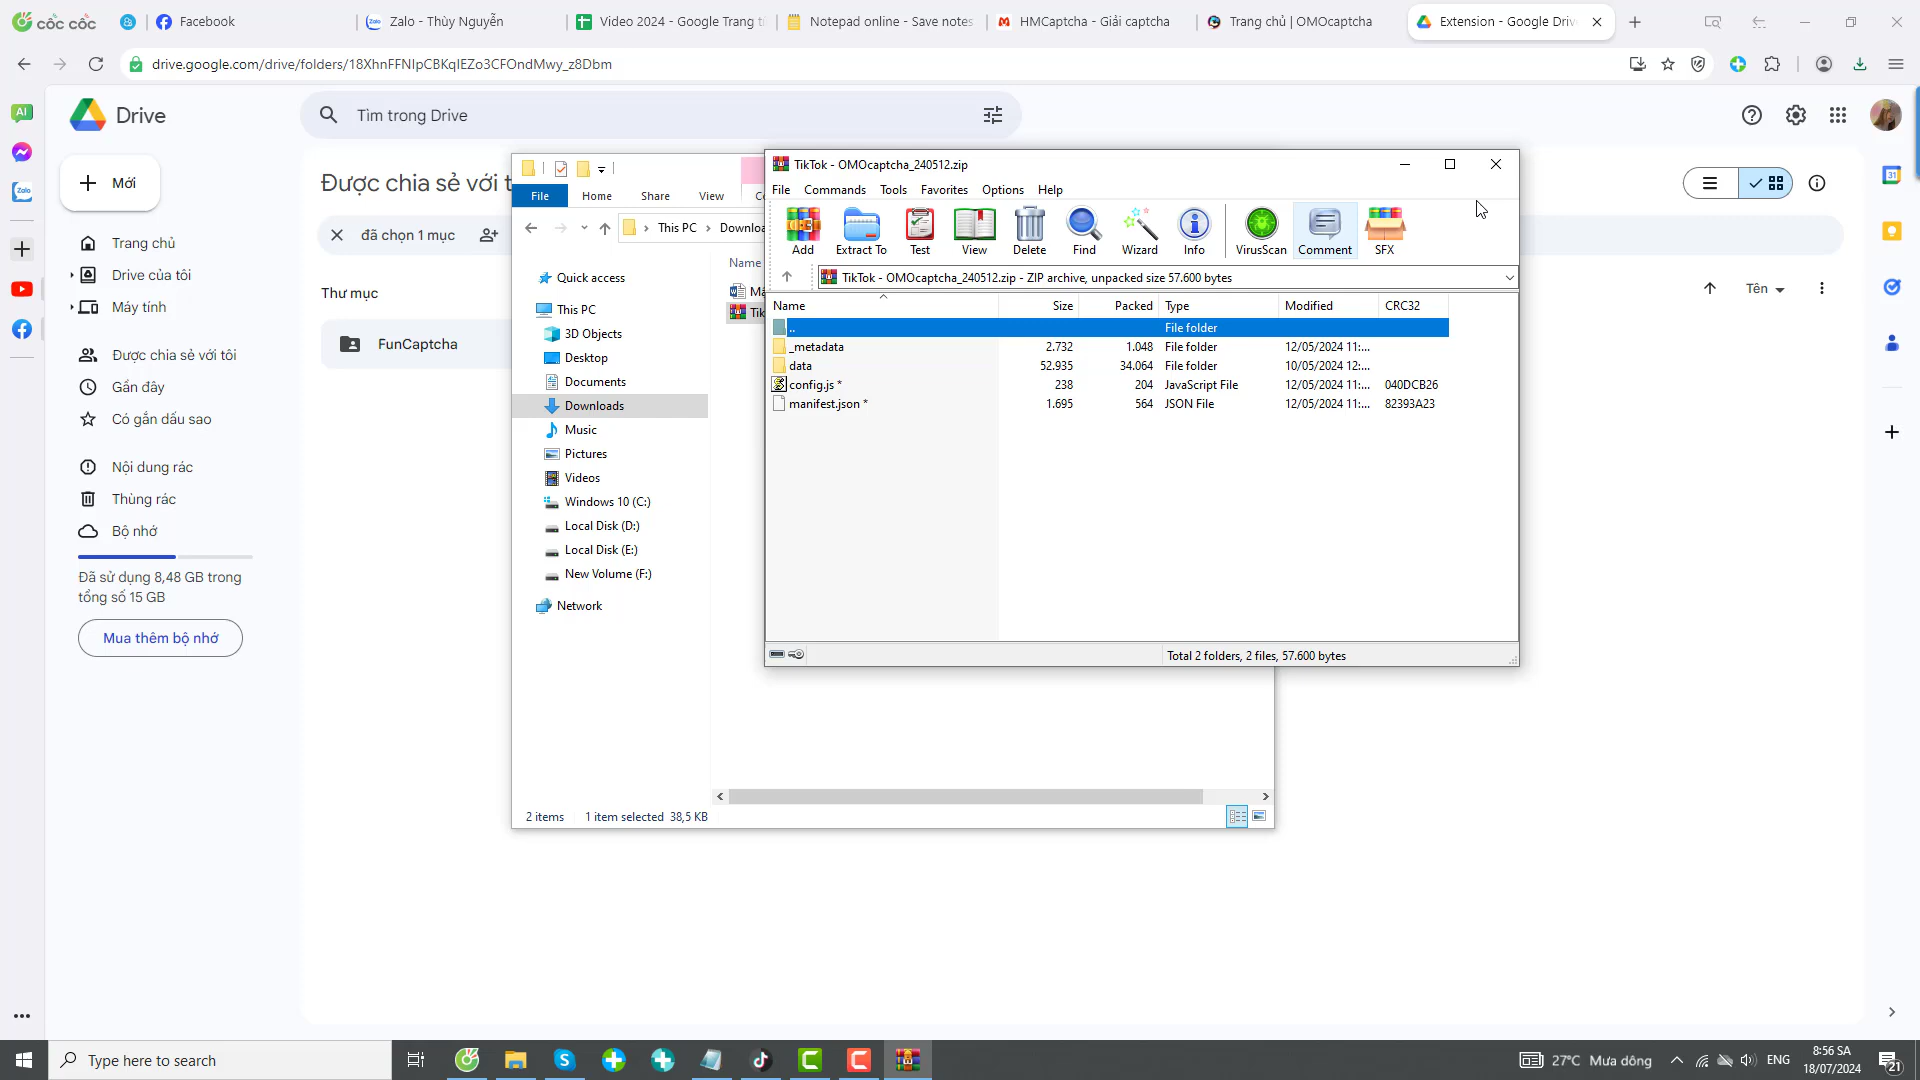 cốc cốc
Facebook
Zalo - Thùy Nguyễn
Video 2024 - Google Trang t
Notepad online - Save notes
HMCaptcha - Giải captcha
Trang chủ | OMOcaptcha
Extension - Google Driv
drive.google.com/drive/folders/18XhnFFNIpCBKqIEZo3CFOndMwy_z8Dbm
AI
Drive
Tìm trong Drive
Zalo
Mới
Được chia sẻ với t
đã chọn 1 mục
Trang chủ
Drive của tôi
Máy tính
Được chia sẻ với tôi
Gần đây
Có gắn dấu sao
Nội dung rác
Thùng rác
Bộ nhớ
Đã sử dụng 8,48 GB trong
tổng số 15 GB
Mua thêm bộ nhớ
Thư mục
FunCaptcha
Tên
31
File
Home
Share
View
This PC
Downloa
Name
Quick access
This PC
3D Objects
Desktop
Documents
Downloads
Music
Pictures
Videos
Windows 10 (C:)
Local Disk (D:)
Local Disk (E:)
New Volume (F:)
Network
2 items 1 item selected 38,5 KB
TikTok - OMOcaptcha_240512.zip
File Commands Tools Favorites Options Help
Add Extract To Test View Delete Find Wizard Info VirusScan Comment SFX
TikTok - OMOcaptcha_240512.zip - ZIP archive, unpacked size 57.600 bytes
Name Size Packed Type Modified CRC32
.. File folder
_metadata 2.732 1.048 File folder 12/05/2024 11:...
data 52.935 34.064 File folder 10/05/2024 12:...
config.js * 238 204 JavaScript File 12/05/2024 11:... 040DCB26
manifest.json * 1.695 564 JSON File 12/05/2024 11:... 82393A23
Total 2 folders, 2 files, 57.600 bytes
Type here to search
27°C Mưa dông
ENG
8:56 SA
18/07/2024
21